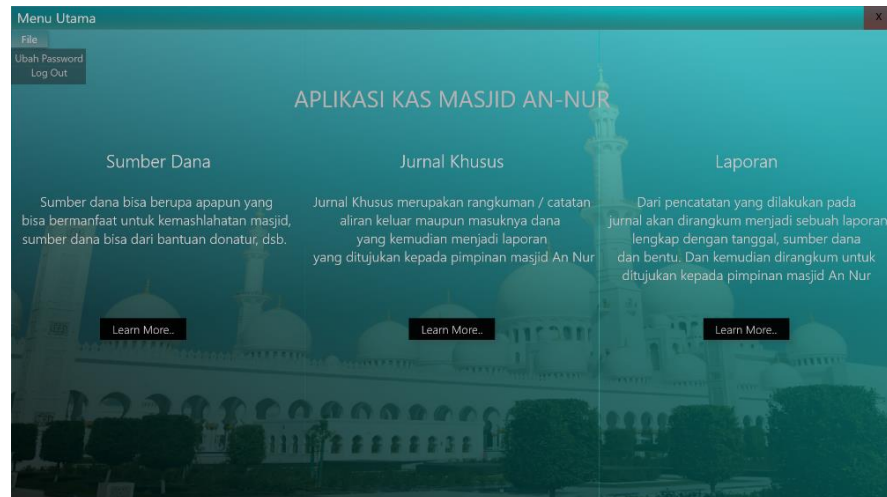 Menu Utama
X
File
Ubah Password
Log Out
APLIKASI KAS MASJID AN-NUR
Sumber Dana
Sumber dana bisa berupa apapun yang
bisa bermanfaat untuk kemashlahatan masjid,
sumber dana bisa dari bantuan donatur, dsb.
Learn More..
Jurnal Khusus
Jurnal Khusus merupakan rangkuman / catatan
aliran keluar maupun masuknya dana
yang kemudian menjadi laporan
yang ditujukan kepada pimpinan masjid An Nur
Learn More..
Laporan
Dari pencatatan yang dilakukan pada
jurnal akan dirangkum menjadi sebuah laporan
lengkap dengan tanggal, sumber dana
dan bentu. Dan kemudian dirangkum untuk
ditujukan kepada pimpinan masjid An Nur
Learn More..